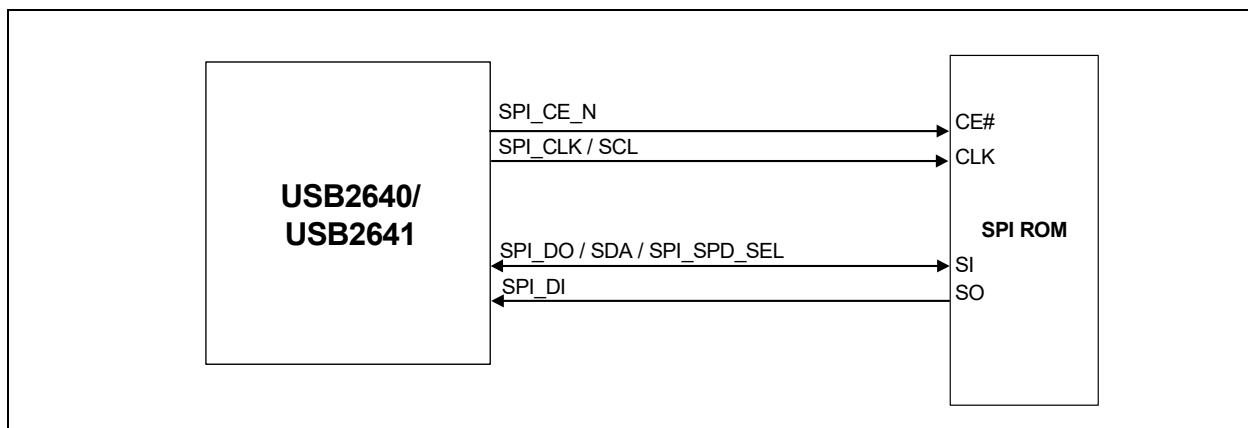 SPI_CE_N
CE#
SPI_CLK / SCL
CLK
USB2640/
USB2641
SPI ROM
SPI_DO / SDA / SPI_SPD_SEL
SI
SPI_DI
SO